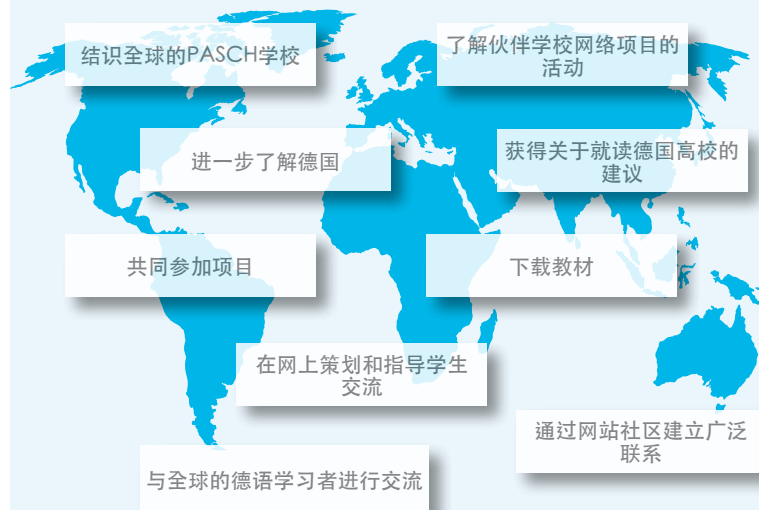 结识全球的PASCH学校
了解伙伴学校网络项目的
活动
进一步了解德国
获得关于就读德国高校的
建议
共同参加项目
下载教材
在网上策划和指导学生
交流
通过网站社区建立广泛
联系
与全球的德语学习者进行交流